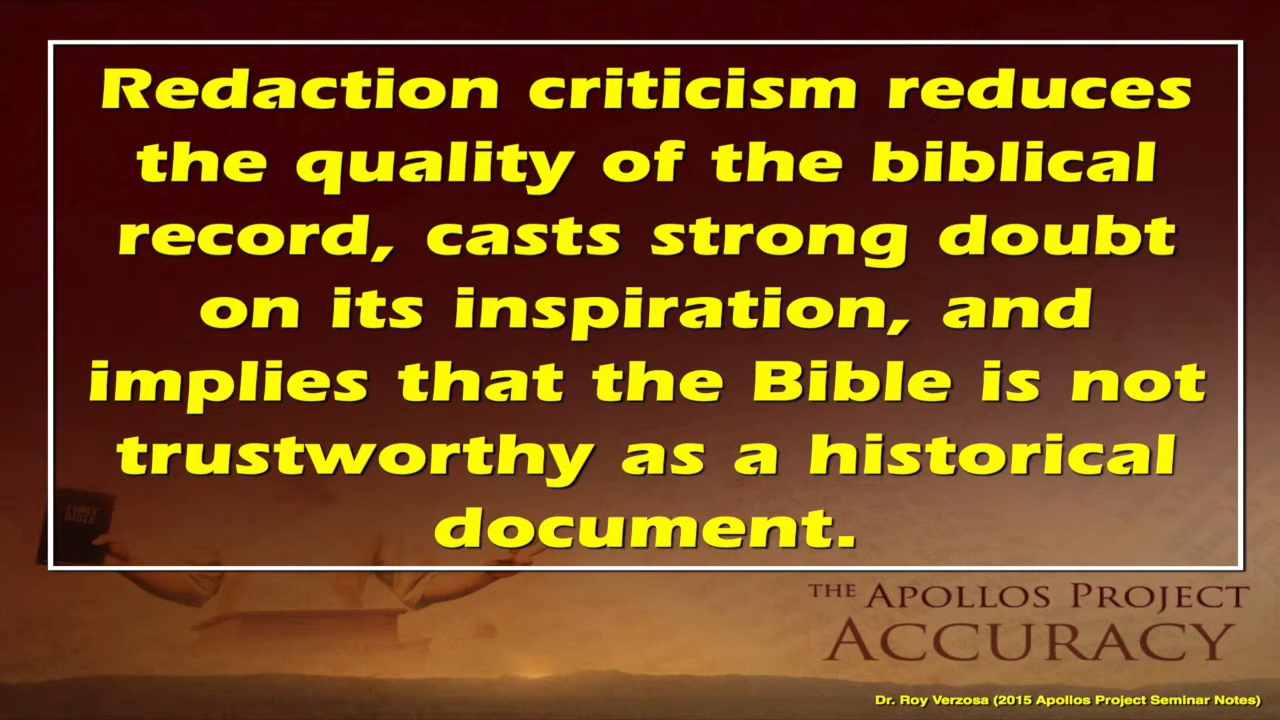 Redaction criticism reduces
the quality of the biblical
record, casts strong doubt
on its inspiration, and
implies that the Bible is not
trustworthy as a historical
document.
HOLY
BIBLE
THE APOLLOS PROJECT
ACCURACY
Dr. Roy Verzosa (2015 Apollos Project Seminar Notes)